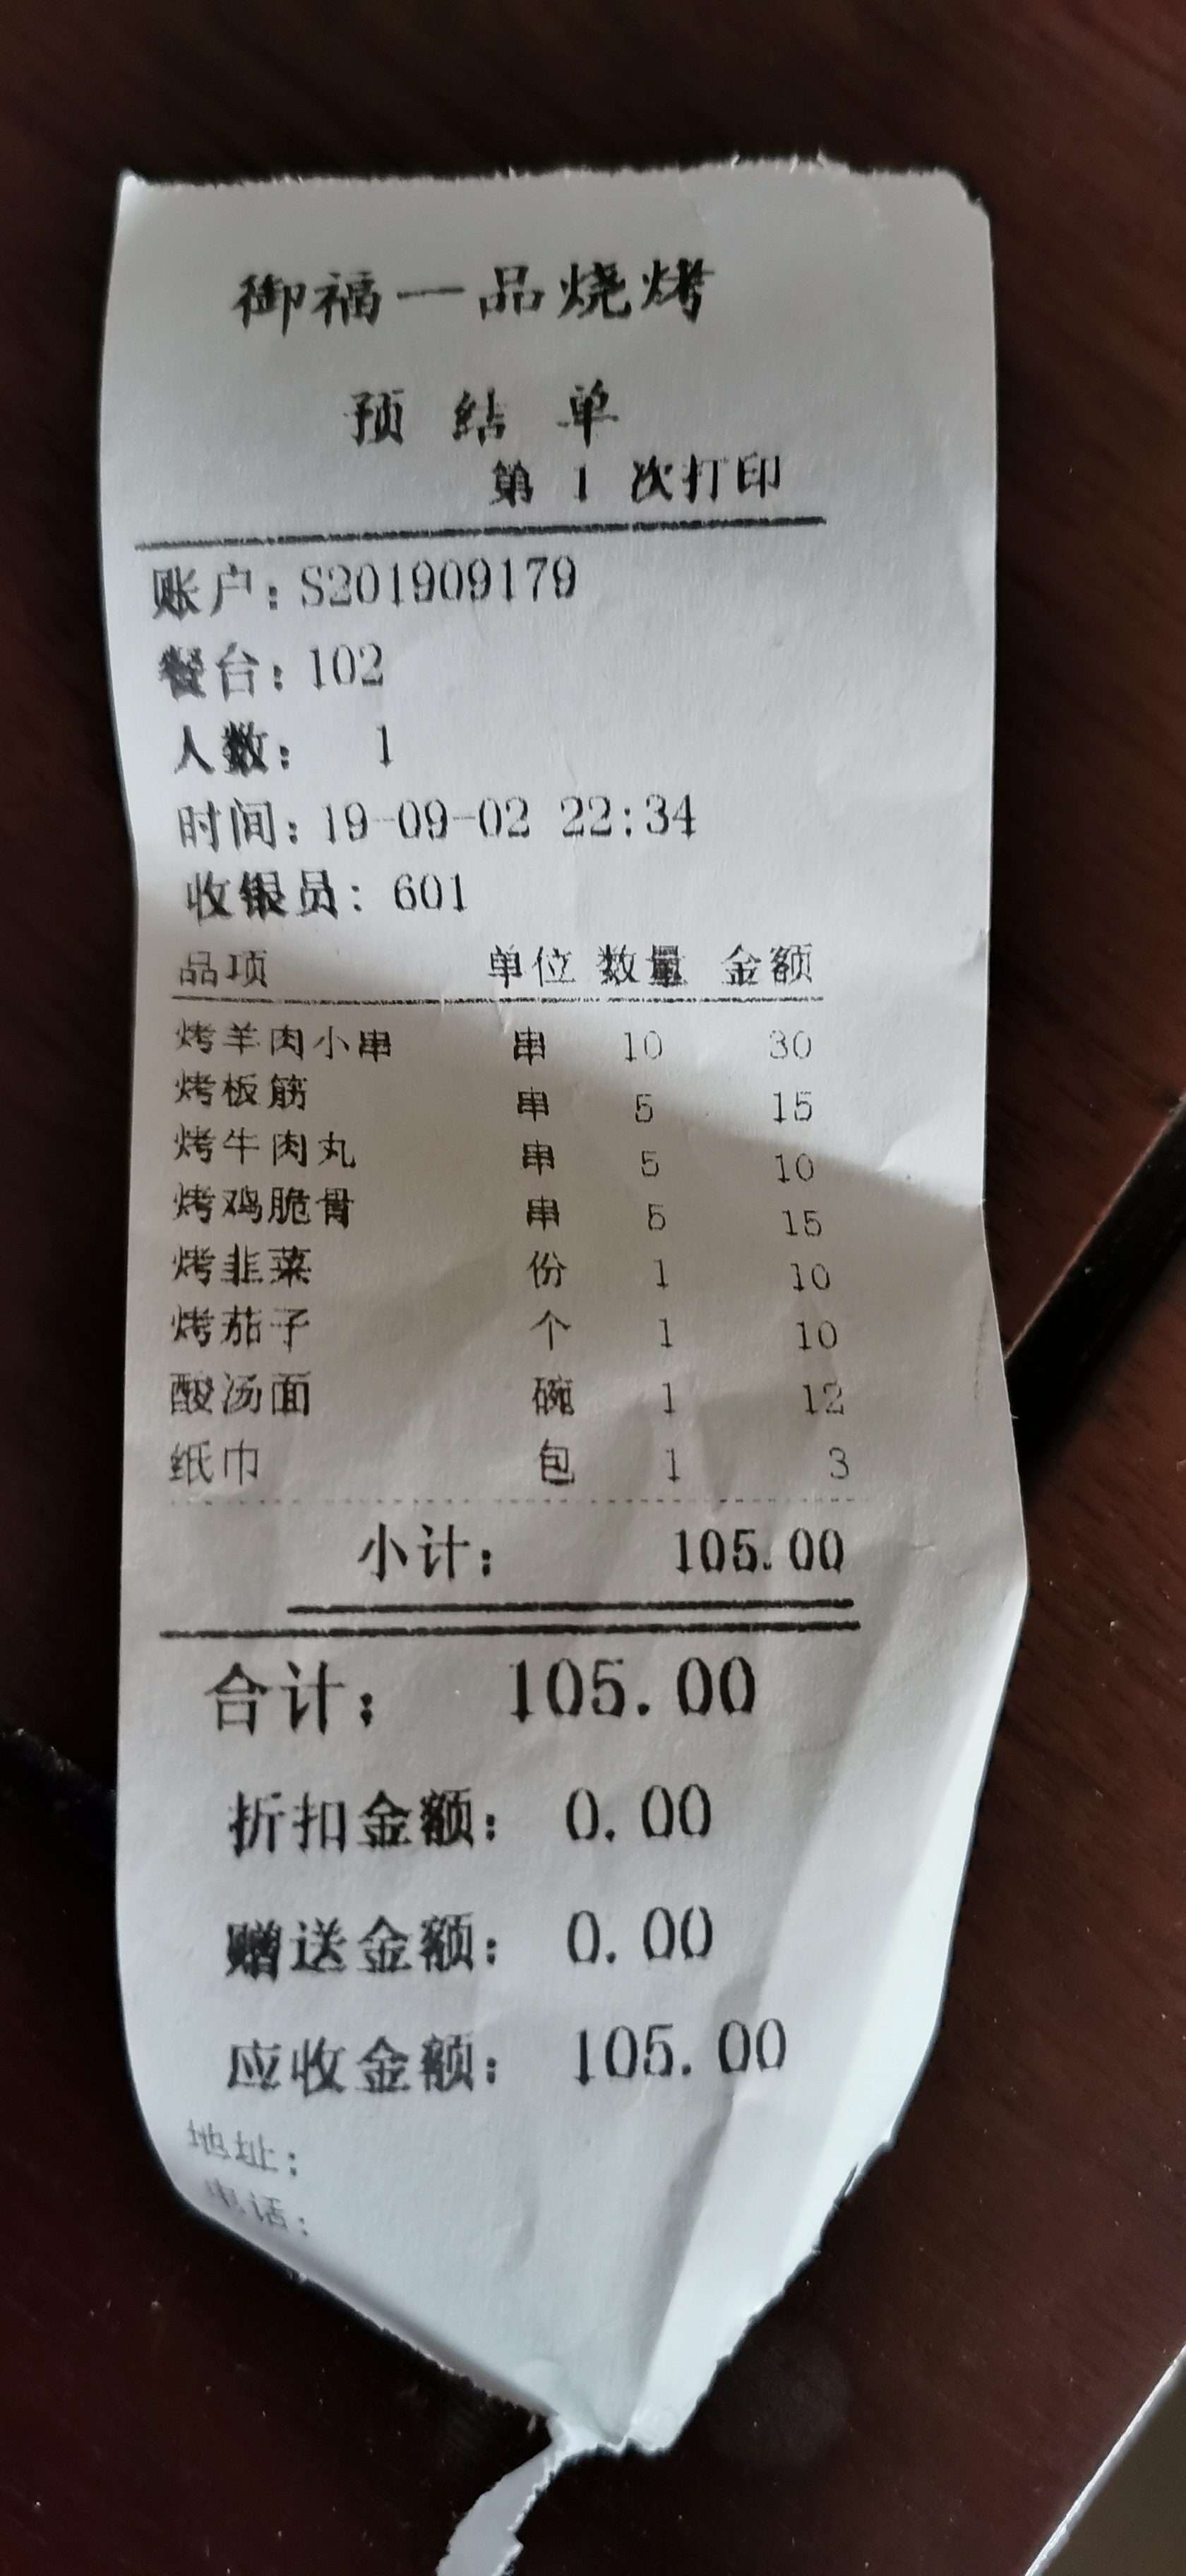 御福一品烧烤
预 结 单
第 1 次打印
账户：S201909179
餐台：102
人数： 1
时间：19-09-02 22:34
收银员：601
品项 单位 数量 金额
烤羊肉小串 串 10 30
烤板筋 串 5 15
烤牛肉丸 串 5 10
烤鸡脆骨 串 5 15
烤韭菜 份 1 10
烤茄子 个 1 10
酸汤面 碗 1 12
纸巾 包 1 3
小计： 105.00
合计： 105.00
折扣金额： 0.00
赠送金额： 0.00
应收金额： 105.00
地址：
电话：